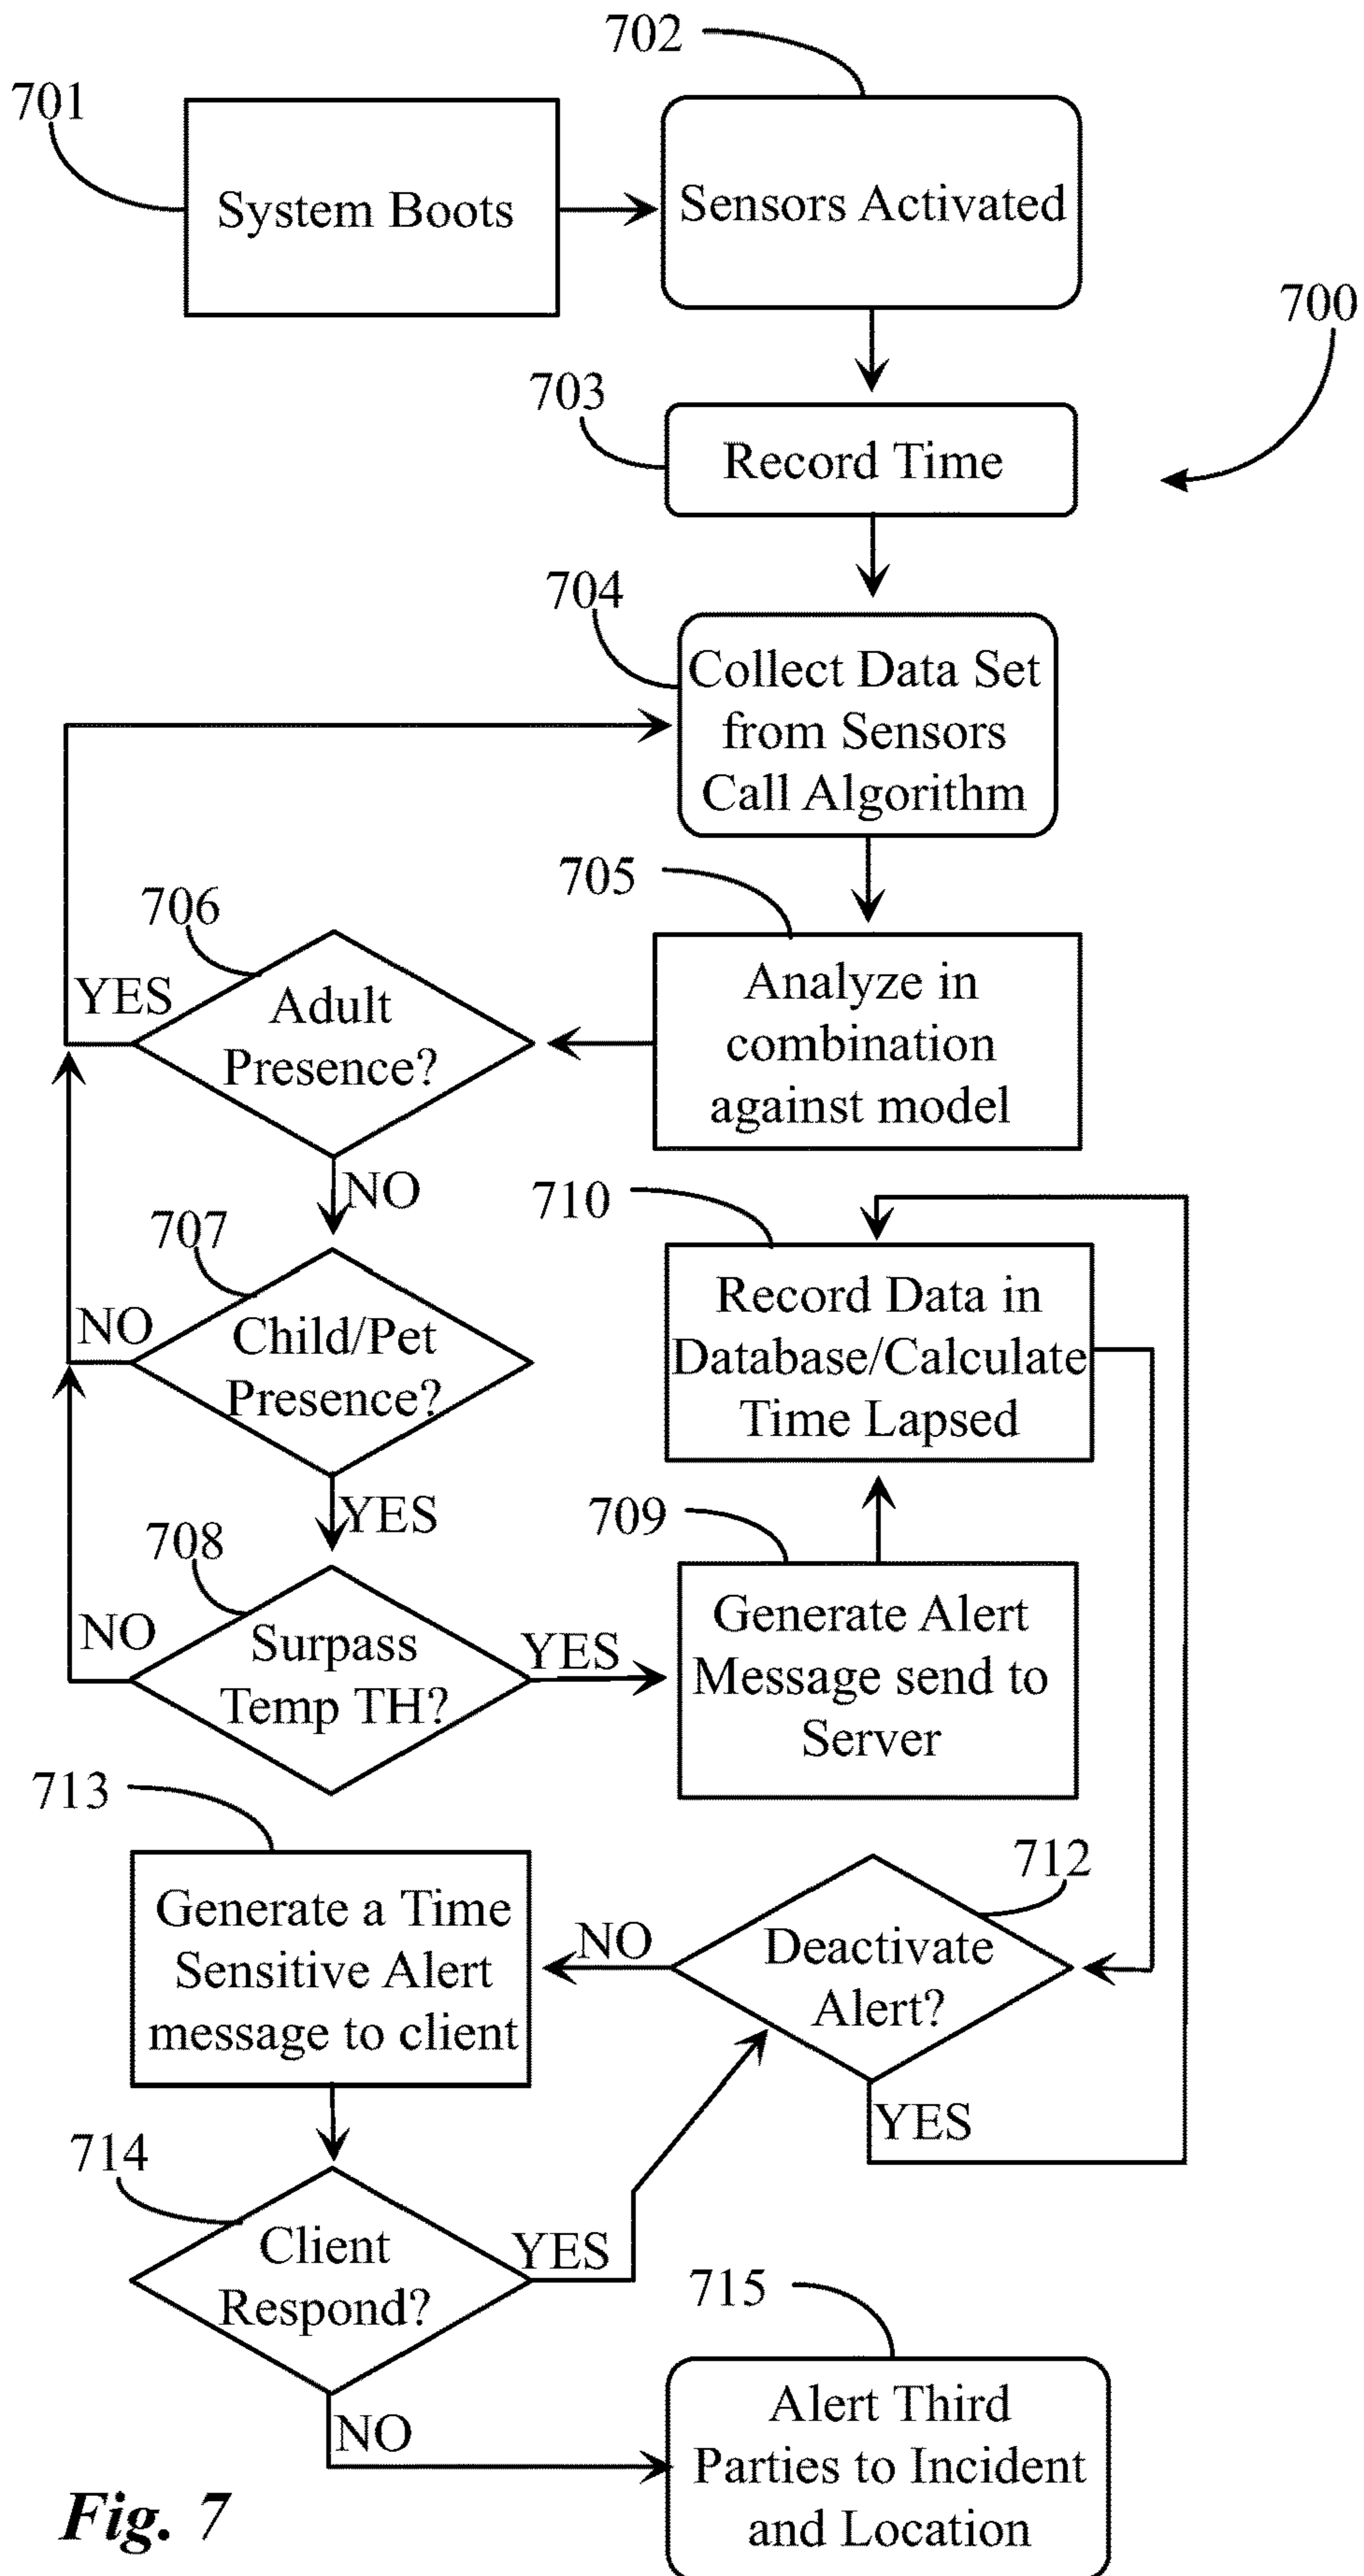 702
701
System Boots
Sensors Activated
700
703
Record Time
704
Collect Data Set
from Sensors
Call Algorithm
705
Analyze in
combination
against model
706
YES
Adult
Presence?
NO
707
NO
Child/Pet
Presence?
YES
710
Record Data in
Database/Calculate
Time Lapsed
708
NO
Surpass
Temp TH?
YES
709
Generate Alert
Message send to
Server
713
Generate a Time
Sensitive Alert
message to client
712
NO
Deactivate
Alert?
YES
714
Client
Respond?
YES
NO
715
Alert Third
Parties to Incident
and Location
Fig. 7